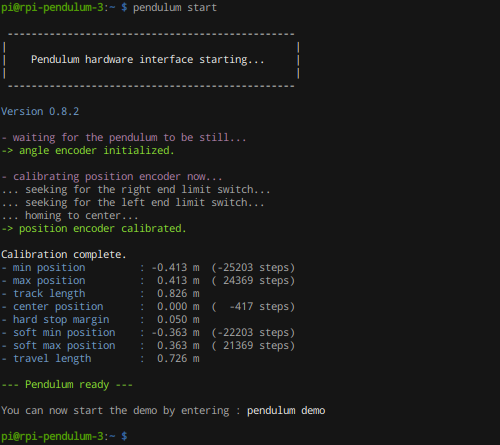 pi@rpi-pendulum-3:~ $ pendulum start
---------------------------------------------
|                                             |
|    Pendulum hardware interface starting...     |
|                                             |
---------------------------------------------
Version 0.8.2
- waiting for the pendulum to be still...
-> angle encoder initialized.
- calibrating position encoder now...
... seeking for the right end limit switch...
... seeking for the left end limit switch...
... homing to center...
-> position encoder calibrated.
Calibration complete.
- min position        : -0.413 m  (-25203 steps)
- max position        :  0.413 m  ( 24369 steps)
- track length        :  0.826 m
- center position     :  0.000 m  (  -417 steps)
- hard stop margin    :  0.050 m
- soft min position   : -0.363 m  (-22203 steps)
- soft max position   :  0.363 m  ( 21369 steps)
- travel length       :  0.726 m
--- Pendulum ready ---
You can now start the demo by entering : pendulum demo
pi@rpi-pendulum-3:~ $